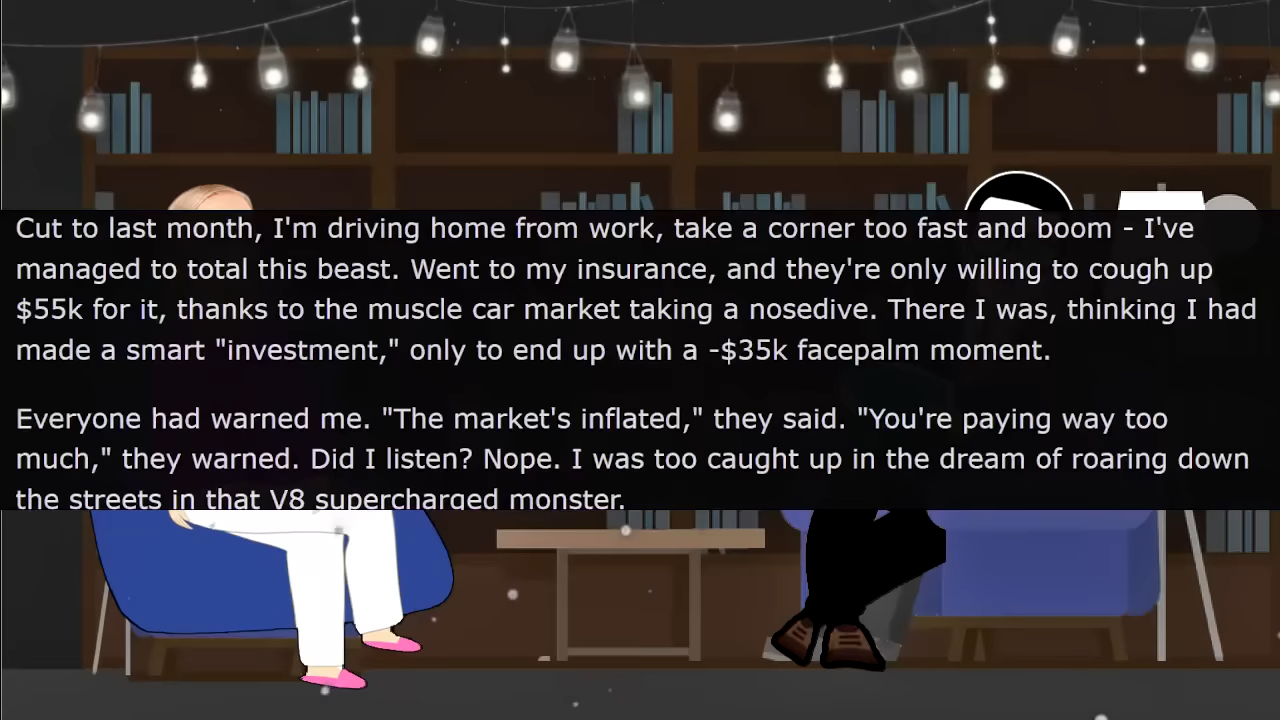 Cut to last month, I'm driving home from work, take a corner too fast and boom - I've
managed to total this beast. Went to my insurance, and they're only willing to cough up
$55k for it, thanks to the muscle car market taking a nosedive. There I was, thinking I had
made a smart "investment," only to end up with a -$35k facepalm moment.
Everyone had warned me. "The market's inflated," they said. "You're paying way too
much," they warned. Did I listen? Nope. I was too caught up in the dream of roaring down
the streets in that V8 supercharged monster.